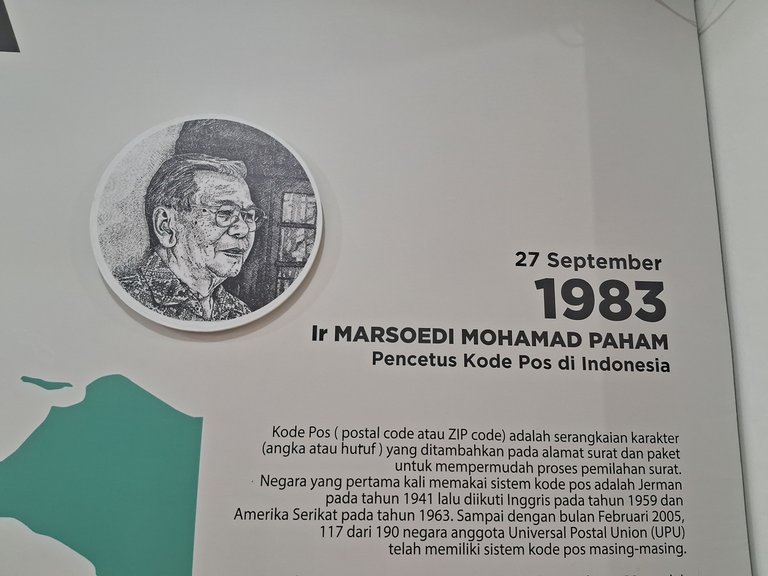 27 September
1983
Ir MARSOEDI MOHAMAD PAHAM
Pencetus Kode Pos di Indonesia
Kode Pos ( postal code atau ZIP code) adalah serangkaian karakter
(angka atau huruf ) yang ditambahkan pada alamat surat dan paket
untuk mempermudah proses pemilahan surat.
Negara yang pertama kali memakai sistem kode pos adalah Jerman
pada tahun 1941 lalu diikuti Inggris pada tahun 1959 dan
Amerika Serikat pada tahun 1963. Sampai dengan bulan Februari 2005,
117 dari 190 negara anggota Universal Postal Union (UPU)
telah memiliki sistem kode pos masing-masing.